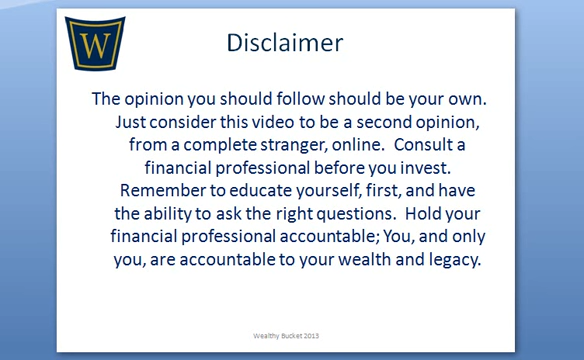 W
Disclaimer
The opinion you should follow should be your own.
Just consider this video to be a second opinion,
from a complete stranger, online. Consult a
financial professional before you invest.
Remember to educate yourself, first, and have
the ability to ask the right questions. Hold your
financial professional accountable; You, and only
you, are accountable to your wealth and legacy.
Wealthy Bucket 2013